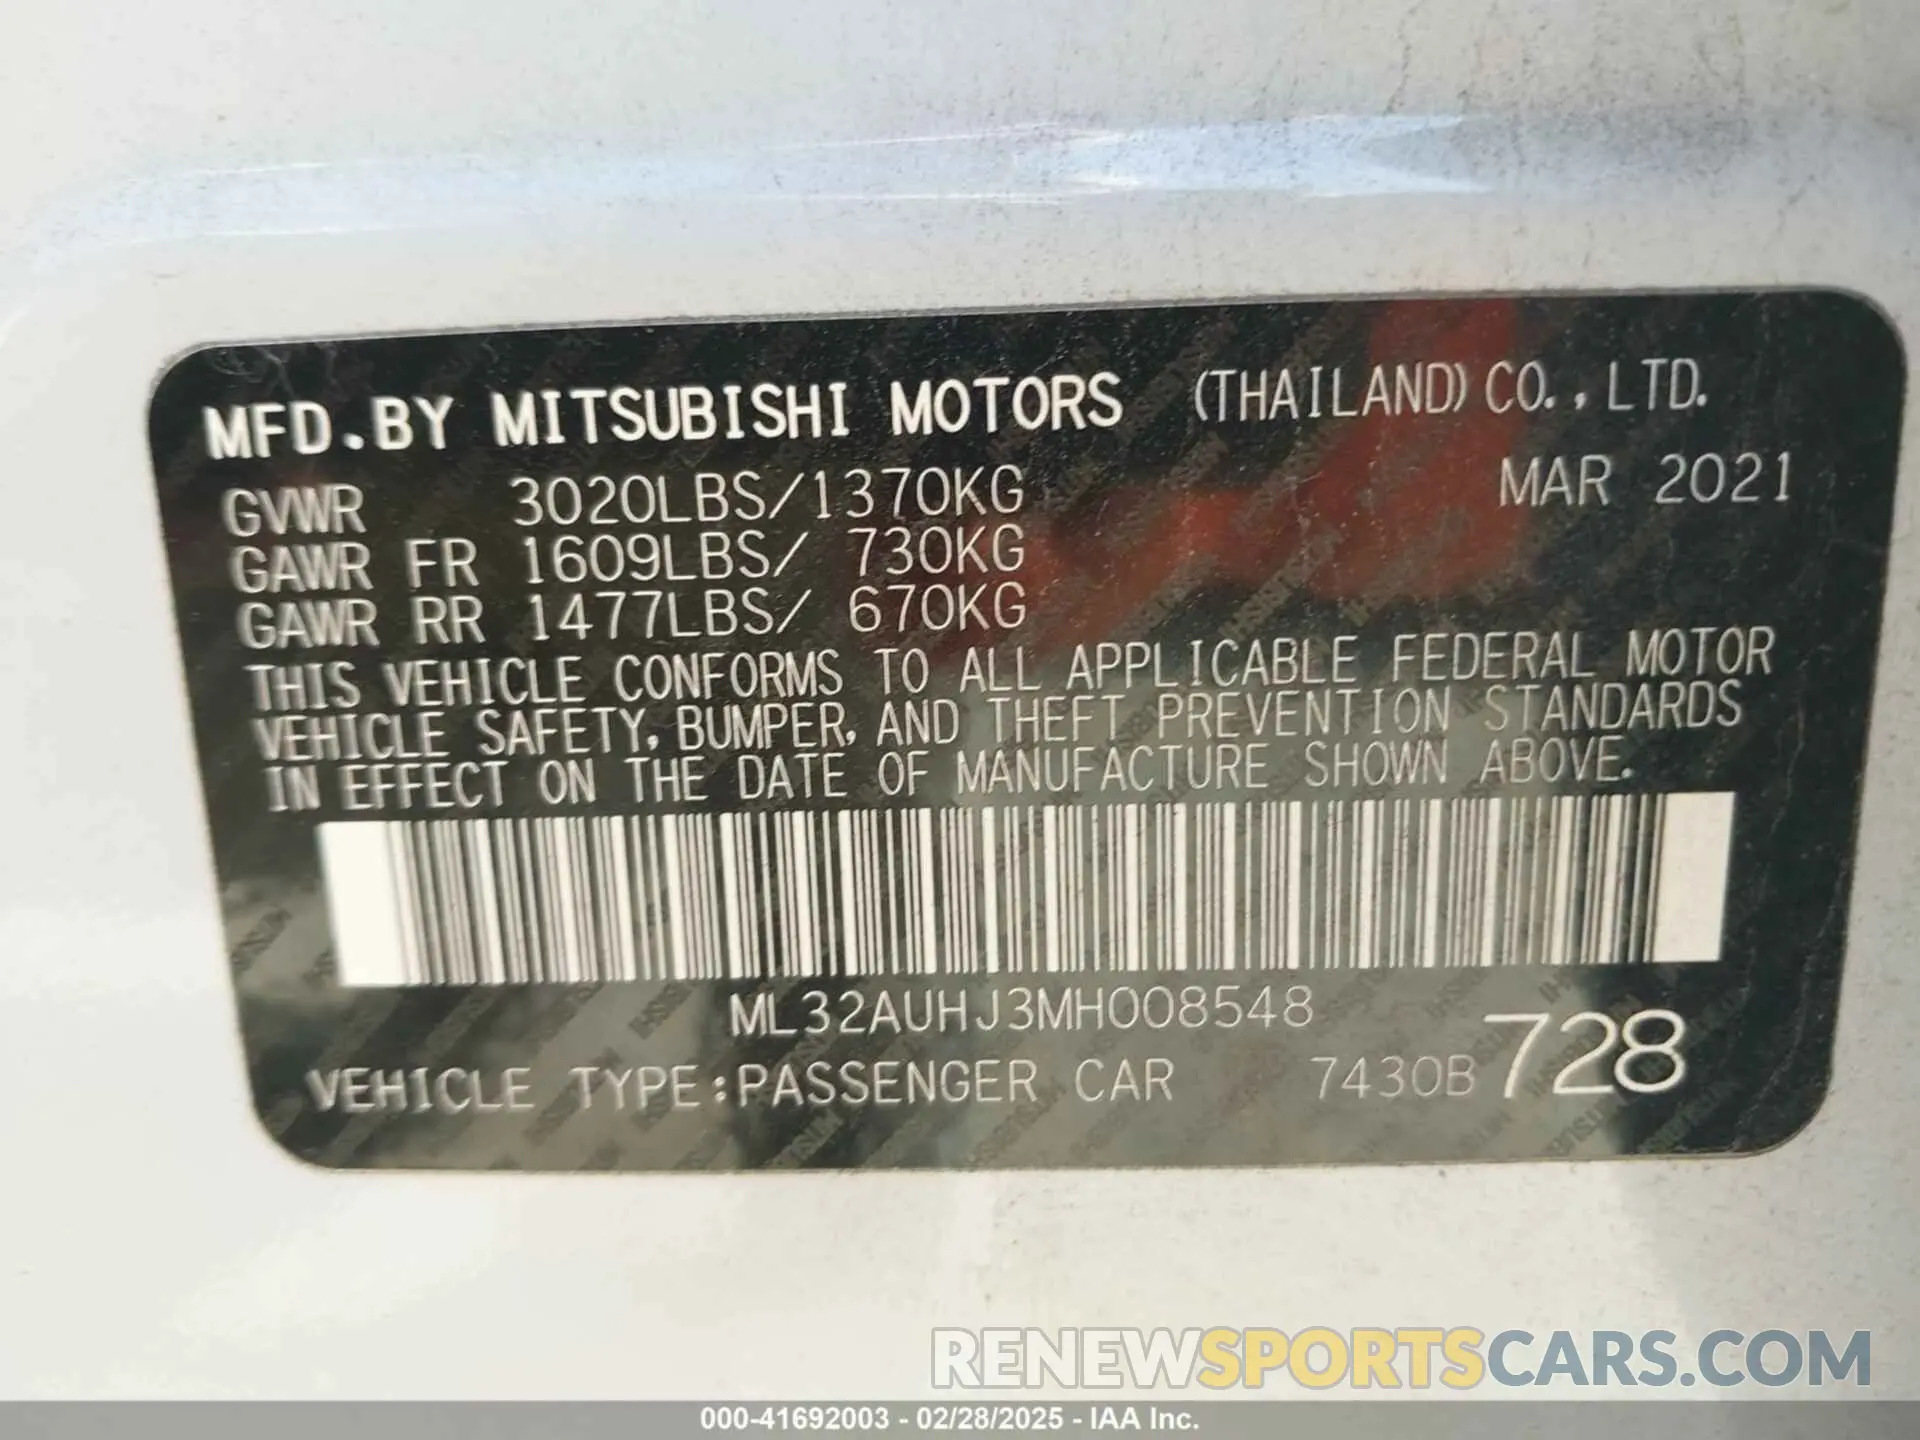 MFD.BY MITSUBISHI MOTORS (THAILAND) CO., LTD.
GVWR 3020LBS/1370KG MAR 2021
GAWR FR 1609LBS/ 730KG
GAWR RR 1477LBS/ 670KG
THIS VEHICLE CONFORMS TO ALL APPLICABLE FEDERAL MOTOR
VEHICLE SAFETY, BUMPER, AND THEFT PREVENTION STANDARDS
IN EFFECT ON THE DATE OF MANUFACTURE SHOWN ABOVE.
ML32AUHJ3MH008548
VEHICLE TYPE:PASSENGER CAR 7430B 728
RENEWSPORTSCARS.COM
000-41692003 - 02/28/2025 - IAA Inc.